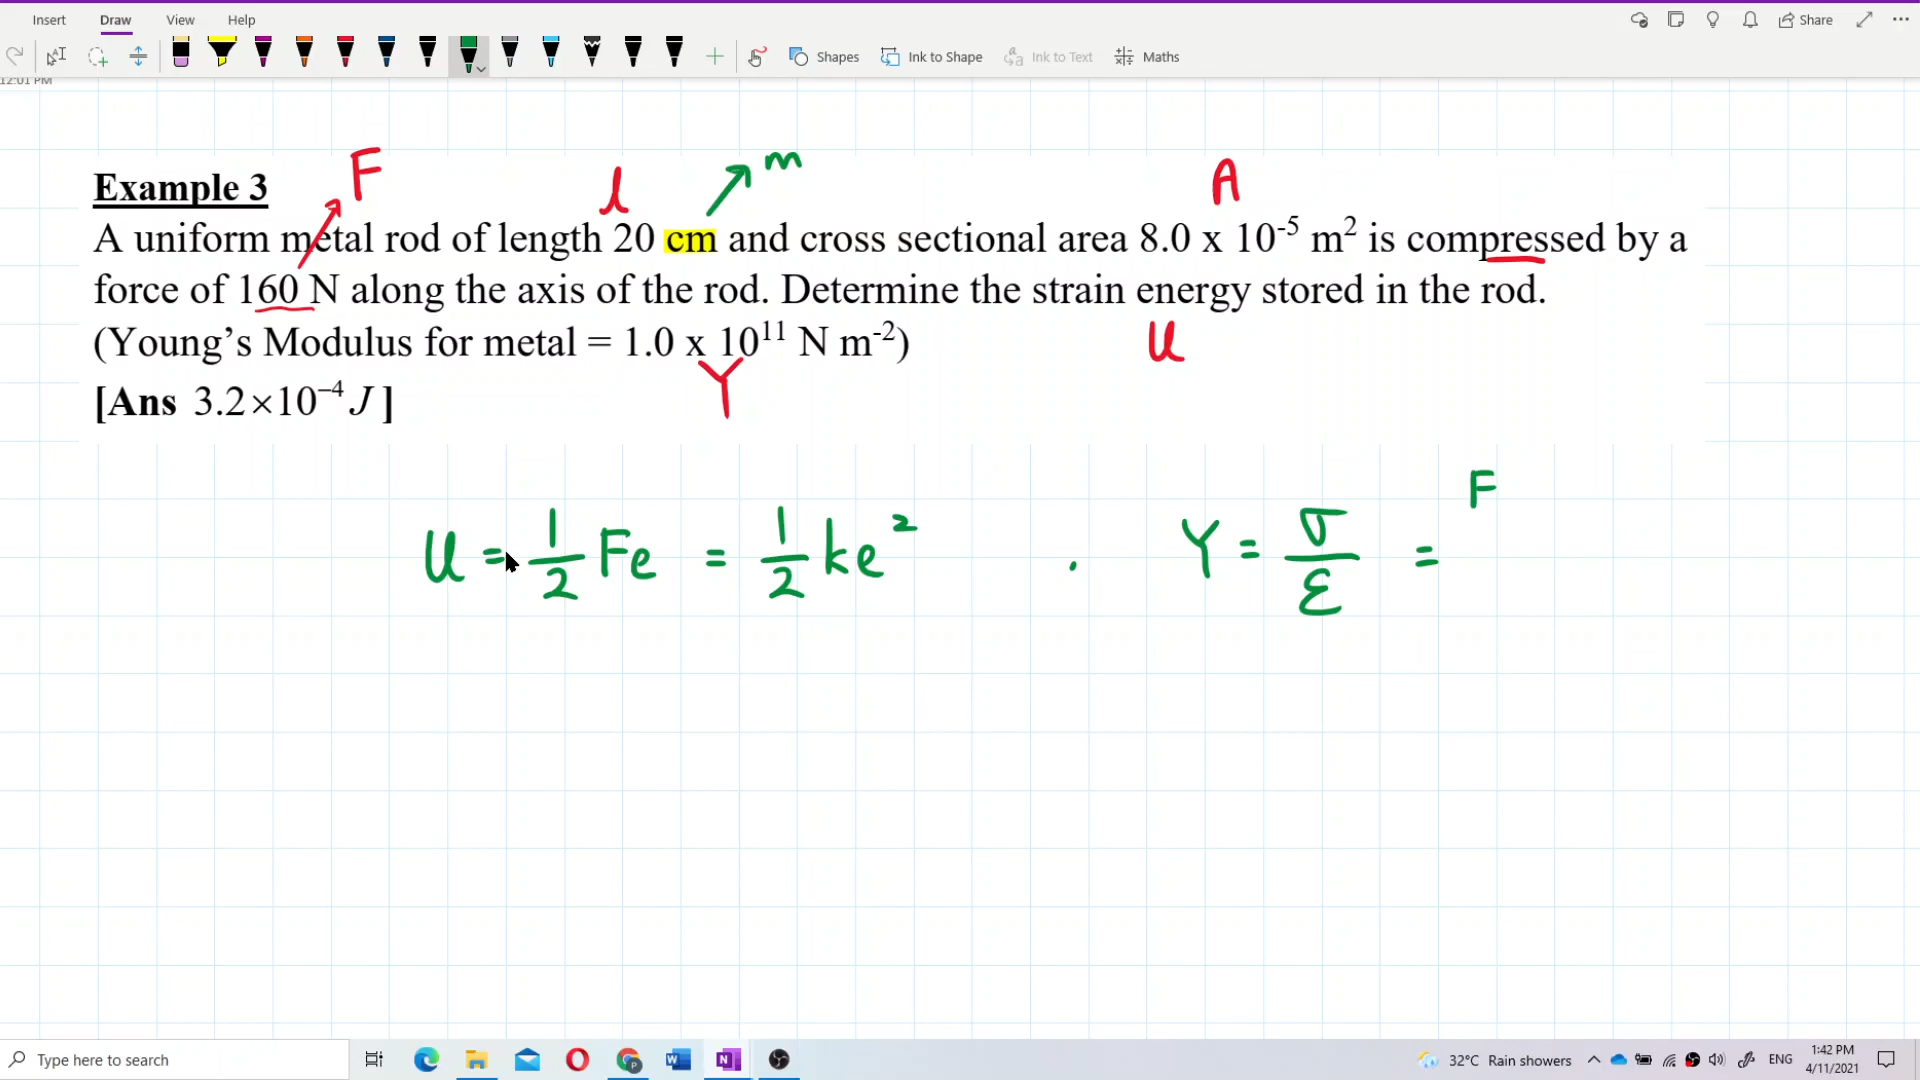 Insert Draw View Help Share
Shapes Ink to Shape Ink to Text Maths
12:01 PM
F l m A
Example 3
A uniform metal rod of length 20 cm and cross sectional area 8.0 x 10⁻⁵ m² is compressed by a
force of 160 N along the axis of the rod. Determine the strain energy stored in the rod.
(Young's Modulus for metal = 1.0 x 10¹¹ N m⁻²)
U
Y
[Ans 3.2×10⁻⁴ J]
U = 1/2 Fe = 1/2 ke² . Y = σ/ε = F
Type here to search 32°C Rain showers ENG 1:42 PM
4/11/2021